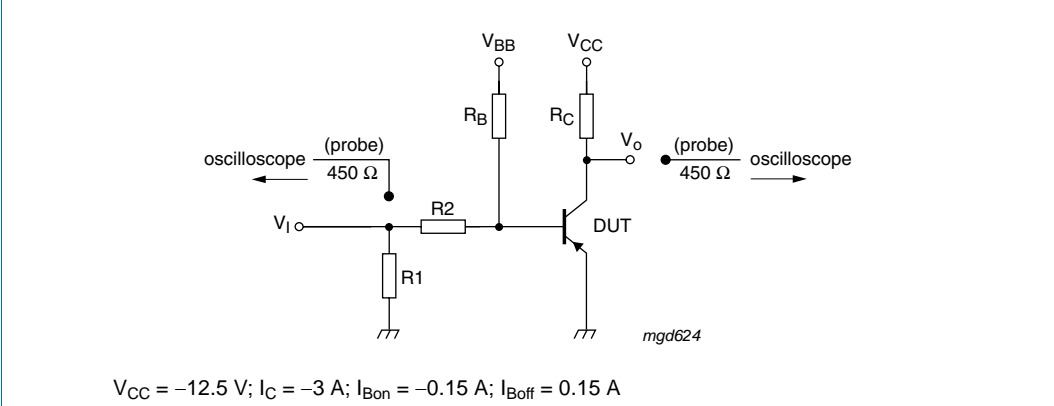 V_BB V_CC
R_B R_C
(probe) V_o (probe)
oscilloscope 450 Ω 450 Ω oscilloscope
R2
V_I DUT
R1
mgd624
V_CC = −12.5 V; I_C = −3 A; I_Bon = −0.15 A; I_Boff = 0.15 A